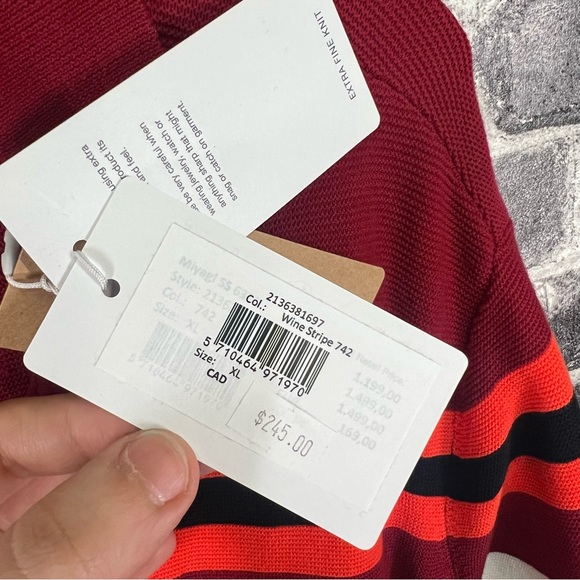 EXTRA FINE KNIT
using extra
and feel,
product its
be very careful when
wearing jewelry, watch or
anything sharp that might
snag or catch on garment.
Miyagi SS
Style: 2136
Col.: 742
Size: XL
2136381697
Col.: Wine Stripe 742
5 710464 971970
Size: XL
CAD
$245.00
Retail Price
1.199,00
1.499,00
1.499,00
169,00